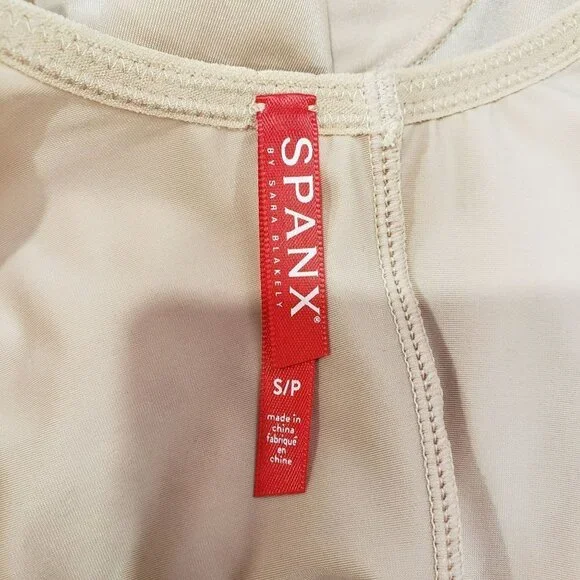 SPANX®
BY SARA BLAKELY
S/P
made in
china
fabriqué
en
chine